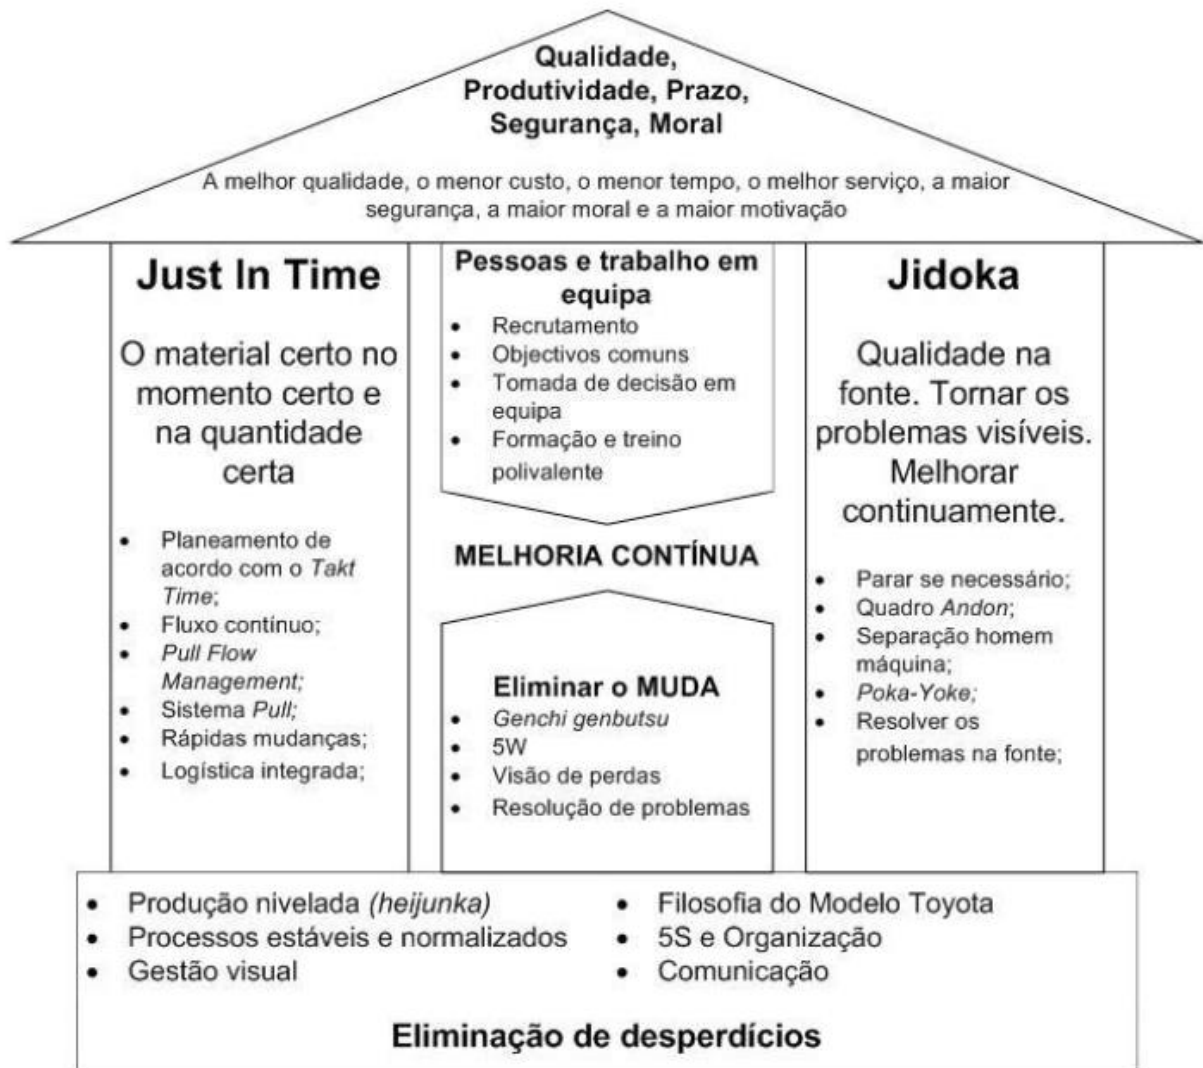 Qualidade,
Produtividade, Prazo,
Segurança, Moral
A melhor qualidade, o menor custo, o menor tempo, o melhor serviço, a maior
segurança, a maior moral e a maior motivação
Just In Time
O material certo no
momento certo e
na quantidade
certa
• Planeamento de
acordo com o Takt
Time;
• Fluxo contínuo;
• Pull Flow
Management;
• Sistema Pull;
• Rápidas mudanças;
• Logística integrada;
Pessoas e trabalho em
equipa
• Recrutamento
• Objectivos comuns
• Tomada de decisão em
equipa
• Formação e treino
polivalente
MELHORIA CONTÍNUA
Eliminar o MUDA
• Genchi genbutsu
• 5W
• Visão de perdas
• Resolução de problemas
Jidoka
Qualidade na
fonte. Tornar os
problemas visíveis.
Melhorar
continuamente.
• Parar se necessário;
• Quadro Andon;
• Separação homem
máquina;
• Poka-Yoke;
• Resolver os
problemas na fonte;
• Produção nivelada (heijunka)
• Processos estáveis e normalizados
• Gestão visual
• Filosofia do Modelo Toyota
• 5S e Organização
• Comunicação
Eliminação de desperdícios